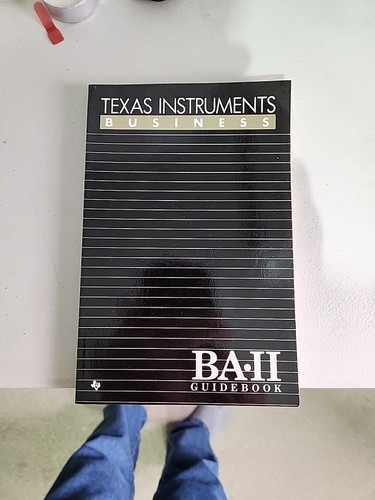 TEXAS INSTRUMENTS
BUSINESS
BA·II
GUIDEBOOK